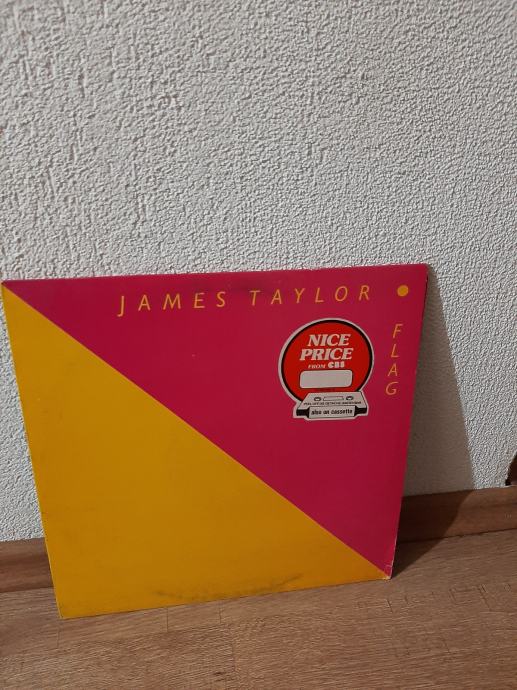 JAMES TAYLOR
FLAG
NICE
PRICE
FROM CBS
also on cassette